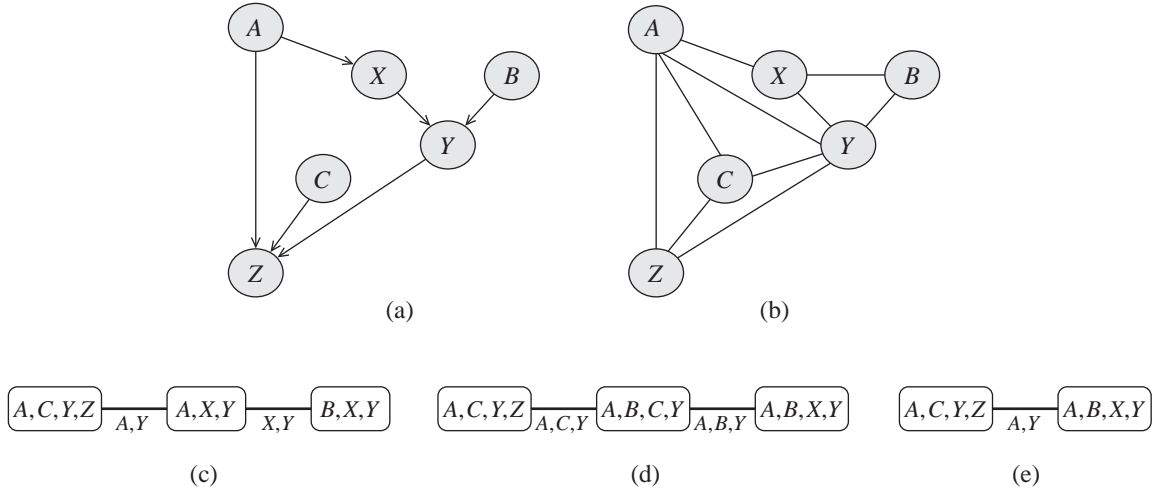 A
X
B
Y
C
Z
(a)
A
X
B
Y
C
Z
(b)
A,C,Y,Z A,Y A,X,Y X,Y B,X,Y
(c)
A,C,Y,Z A,C,Y A,B,C,Y A,B,Y A,B,X,Y
(d)
A,C,Y,Z A,Y A,B,X,Y
(e)